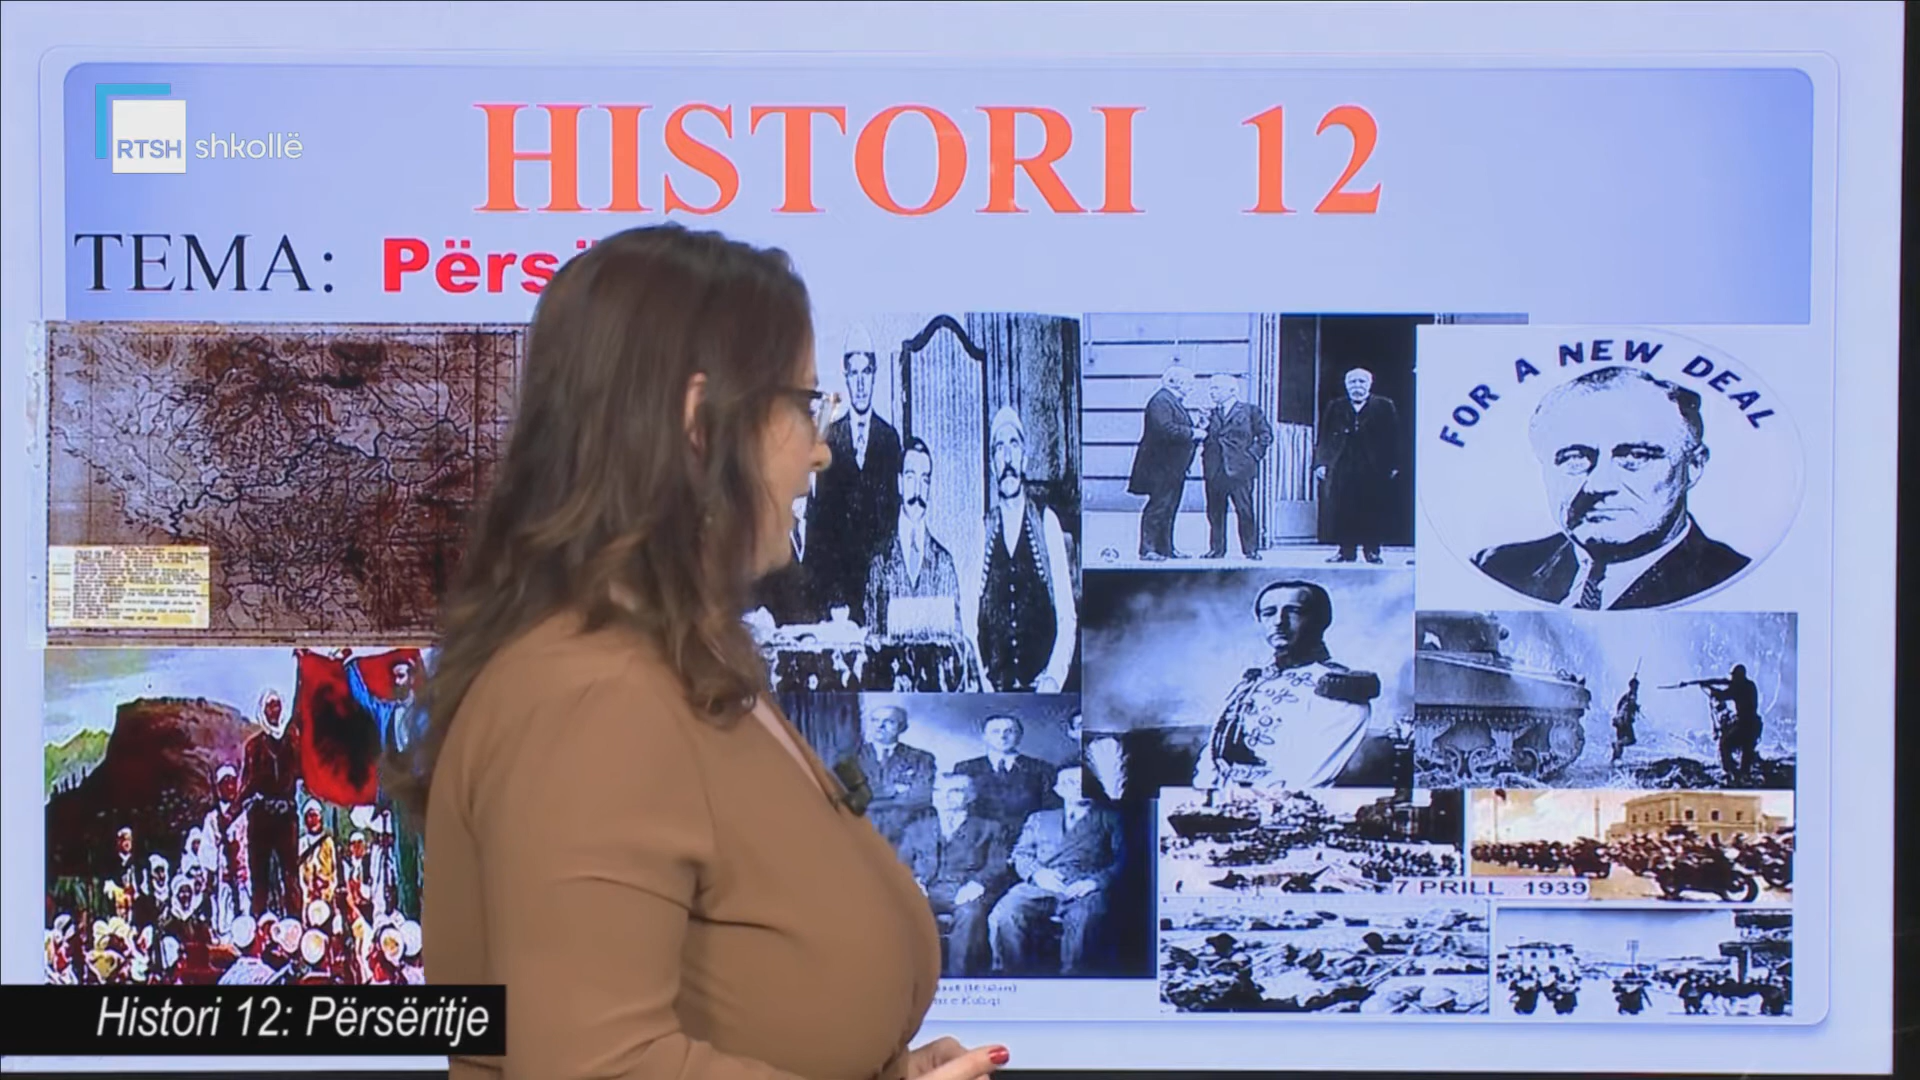 HISTORI 12
RTSH shkollë
TEMA: Përs
FOR A NEW DEAL
7 PRILL 1939
Histori 12: Përsëritje